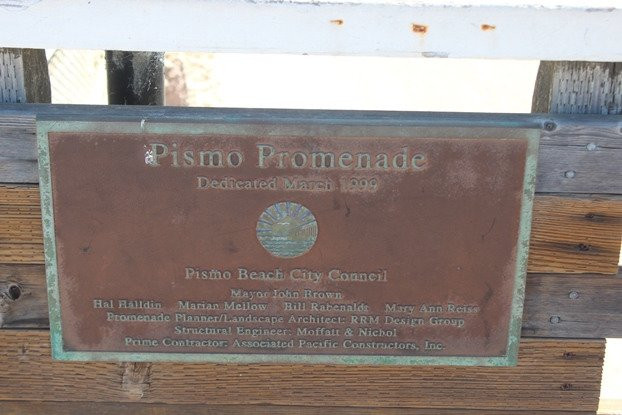 Pismo Promenade
Dedicated March 1999
Pismo Beach City Council
Mayor John Brown
Hal Halldin Marian Mellow Bill Rabenaldt Mary Ann Reiss
Promenade Planner/Landscape Architect: RRM Design Group
Structural Engineer: Moffatt & Nichol
Prime Contractor: Associated Pacific Constructors, Inc.